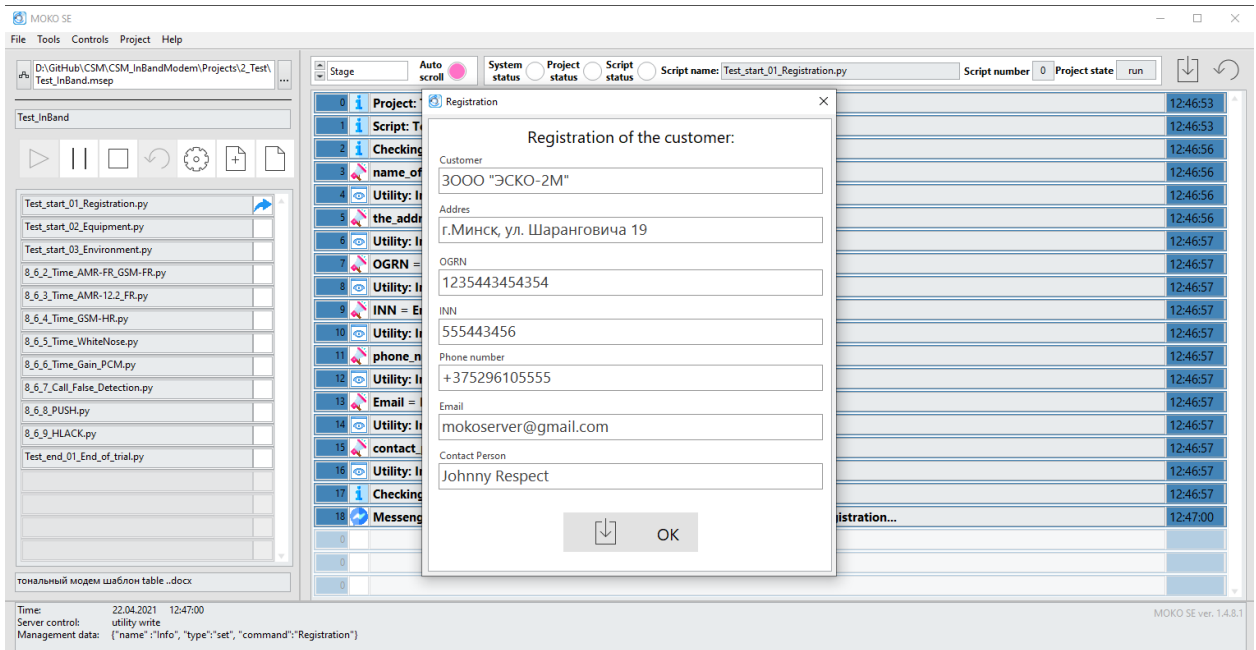 MOKO SE
File Tools Controls Project Help
D:\GitHub\CSM\CSM_InBandModem\Projects\2_Test\
Test_InBand.msep
...
Stage
Auto
scroll
System
status
Project
status
Script
status
Script name: Test_start_01_Registration.py
Script number 0 Project state run
Test_InBand
Test_start_01_Registration.py
Test_start_02_Equipment.py
Test_start_03_Environment.py
8_6_2_Time_AMR-FR_GSM-FR.py
8_6_3_Time_AMR-12.2_FR.py
8_6_4_Time_GSM-HR.py
8_6_5_Time_WhiteNose.py
8_6_6_Time_Gain_PCM.py
8_6_7_Call_False_Detection.py
8_6_8_PUSH.py
8_6_9_HLACK.py
Test_end_01_End_of_trial.py
тональный модем шаблон table ..docx
0 Project: 12:46:53
1 Script: 12:46:53
2 Checking 12:46:56
3 name_of 12:46:56
4 Utility: 12:46:56
5 the_addr 12:46:56
6 Utility: 12:46:57
7 OGRN = 12:46:57
8 Utility: 12:46:57
9 INN = 12:46:57
10 Utility: 12:46:57
11 phone_n 12:46:57
12 Utility: 12:46:57
13 Email = 12:46:57
14 Utility: 12:46:57
15 contact_ 12:46:57
16 Utility: 12:46:57
17 Checking 12:46:57
18 Messeng istration... 12:47:00
0
0
0
Registration
Registration of the customer:
Customer
ЗООО "ЭСКО-2М"
Addres
г.Минск, ул. Шаранговича 19
OGRN
1235443454354
INN
555443456
Phone number
+375296105555
Email
mokoserver@gmail.com
Contact Person
Johnny Respect
OK
Time: 22.04.2021 12:47:00
Server control: utility write
Management data: {"name" :"Info", "type":"set", "command":"Registration"}
MOKO SE ver. 1.4.8.1